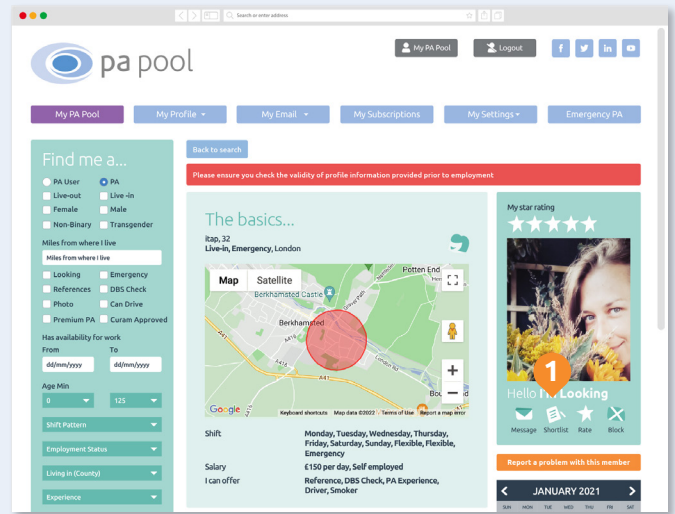 Search or enter address
pa pool
My PA Pool
Logout
My PA Pool
My Profile
My Email
My Subscriptions
My Settings
Emergency PA
Find me a...
PA User
PA
Live-out
Live -in
Female
Male
Non-Binary
Transgender
Miles from where I live
Miles from where I live
Looking
Emergency
References
DBS Check
Photo
Can Drive
Premium PA
Curam Approved
Has availability for work
From
To
dd/mm/yyyy
dd/mm/yyyy
Age Min
0
125
Shift Pattern
Employment Status
Living in (County)
Experience
Back to search
Please ensure you check the validity of profile information provided prior to employment
The basics...
itap, 32
Live-in, Emergency, London
Map
Satellite
Potten End
Berkhamsted Castle
Berkhamsted
A41
A416
A416
London Rd
A41
Google
Keyboard shortcuts
Map data ©2022
Terms of Use
Report a map error
Shift
Monday, Tuesday, Wednesday, Thursday,
Friday, Saturday, Sunday, Flexible, Flexible,
Emergency
Salary
£150 per day, Self employed
I can offer
Reference, DBS Check, PA Experience,
Driver, Smoker
My star rating
1
Hello I'm Looking
Message
Shortlist
Rate
Block
Report a problem with this member
JANUARY 2021
SUN
MON
TUE
WED
THU
FRI
SAT